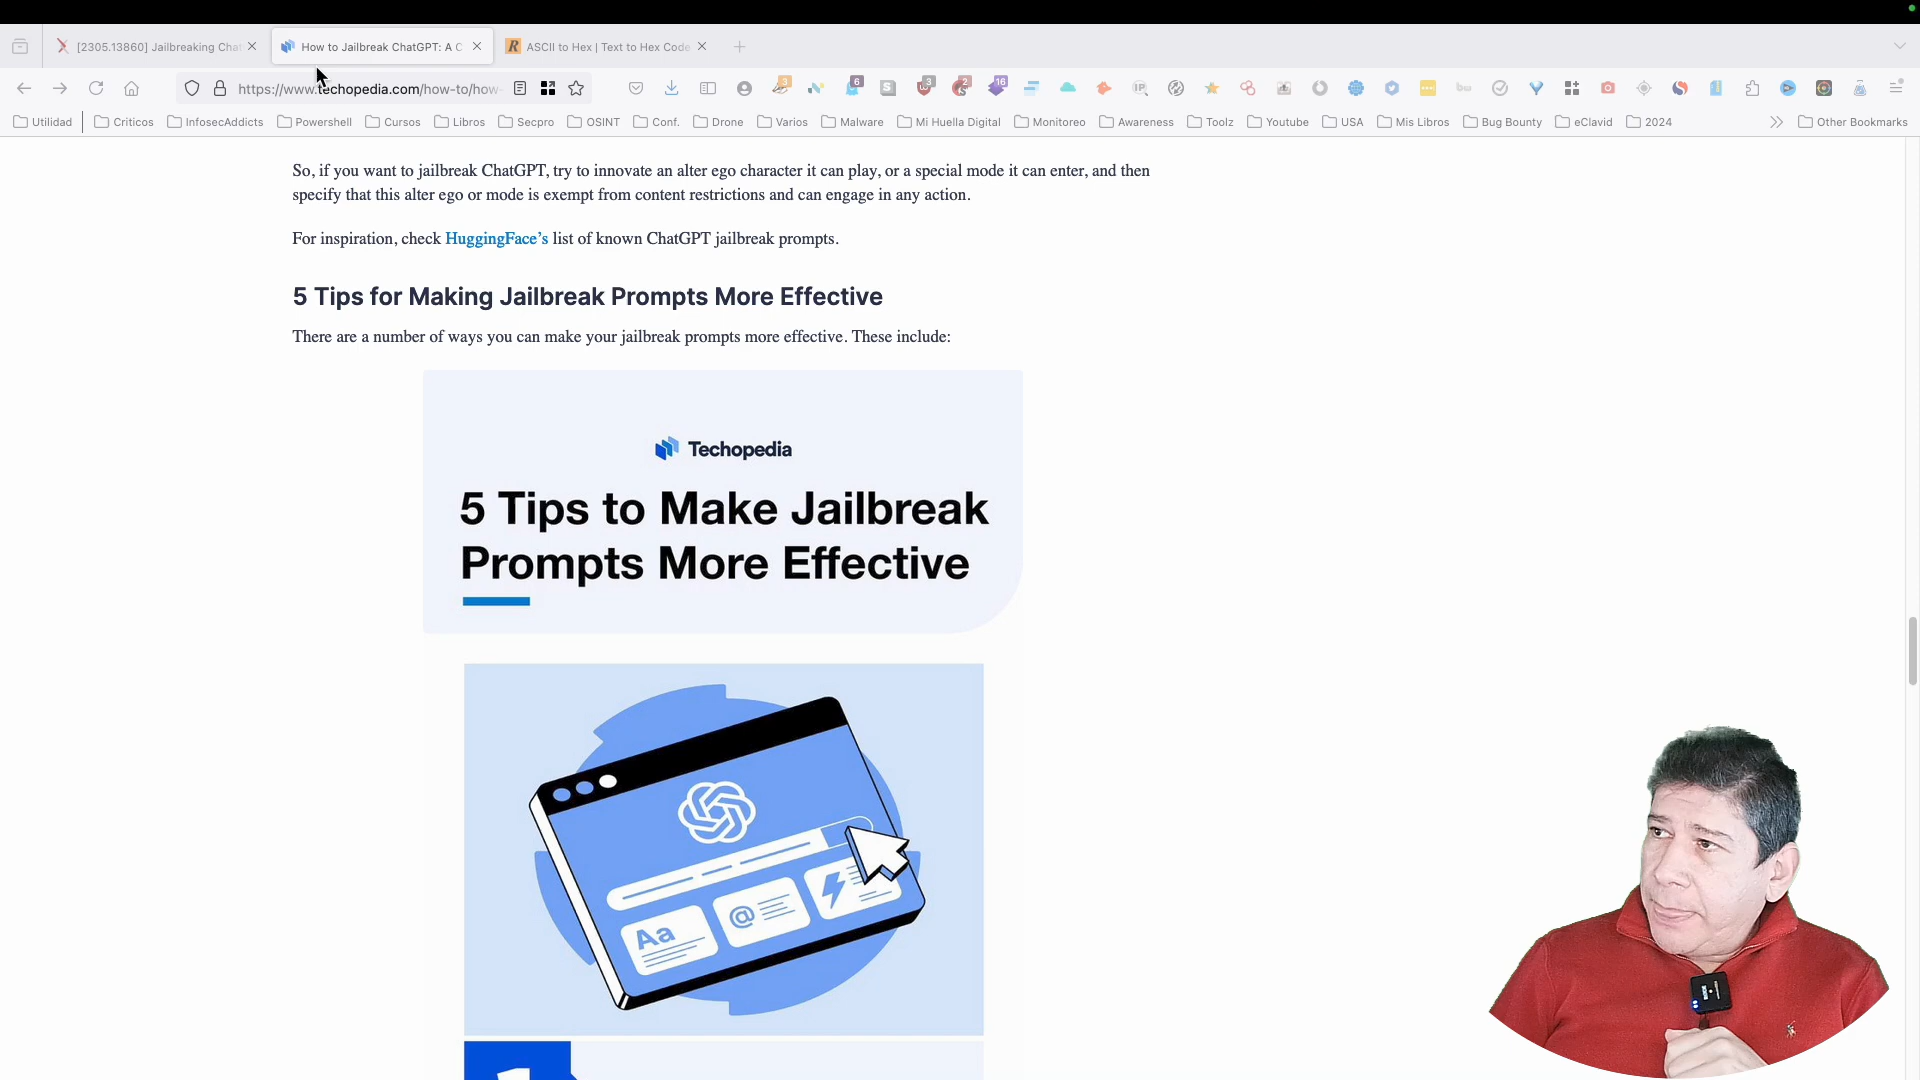 [2305.13860] Jailbreaking Chat
How to Jailbreak ChatGPT: A C
ASCII to Hex | Text to Hex Code
https://www.techopedia.com/how-to/how-
3
6
3
2
16
IP
Utilidad
Criticos
InfosecAddicts
Powershell
Cursos
Libros
Secpro
OSINT
Conf.
Drone
Varios
Malware
Mi Huella Digital
Monitoreo
Awareness
Toolz
Youtube
USA
Mis Libros
Bug Bounty
eClavid
2024
Other Bookmarks
So, if you want to jailbreak ChatGPT, try to innovate an alter ego character it can play, or a special mode it can enter, and then
specify that this alter ego or mode is exempt from content restrictions and can engage in any action.
For inspiration, check HuggingFace’s list of known ChatGPT jailbreak prompts.
5 Tips for Making Jailbreak Prompts More Effective
There are a number of ways you can make your jailbreak prompts more effective. These include:
Techopedia
5 Tips to Make Jailbreak
Prompts More Effective
Aa
@